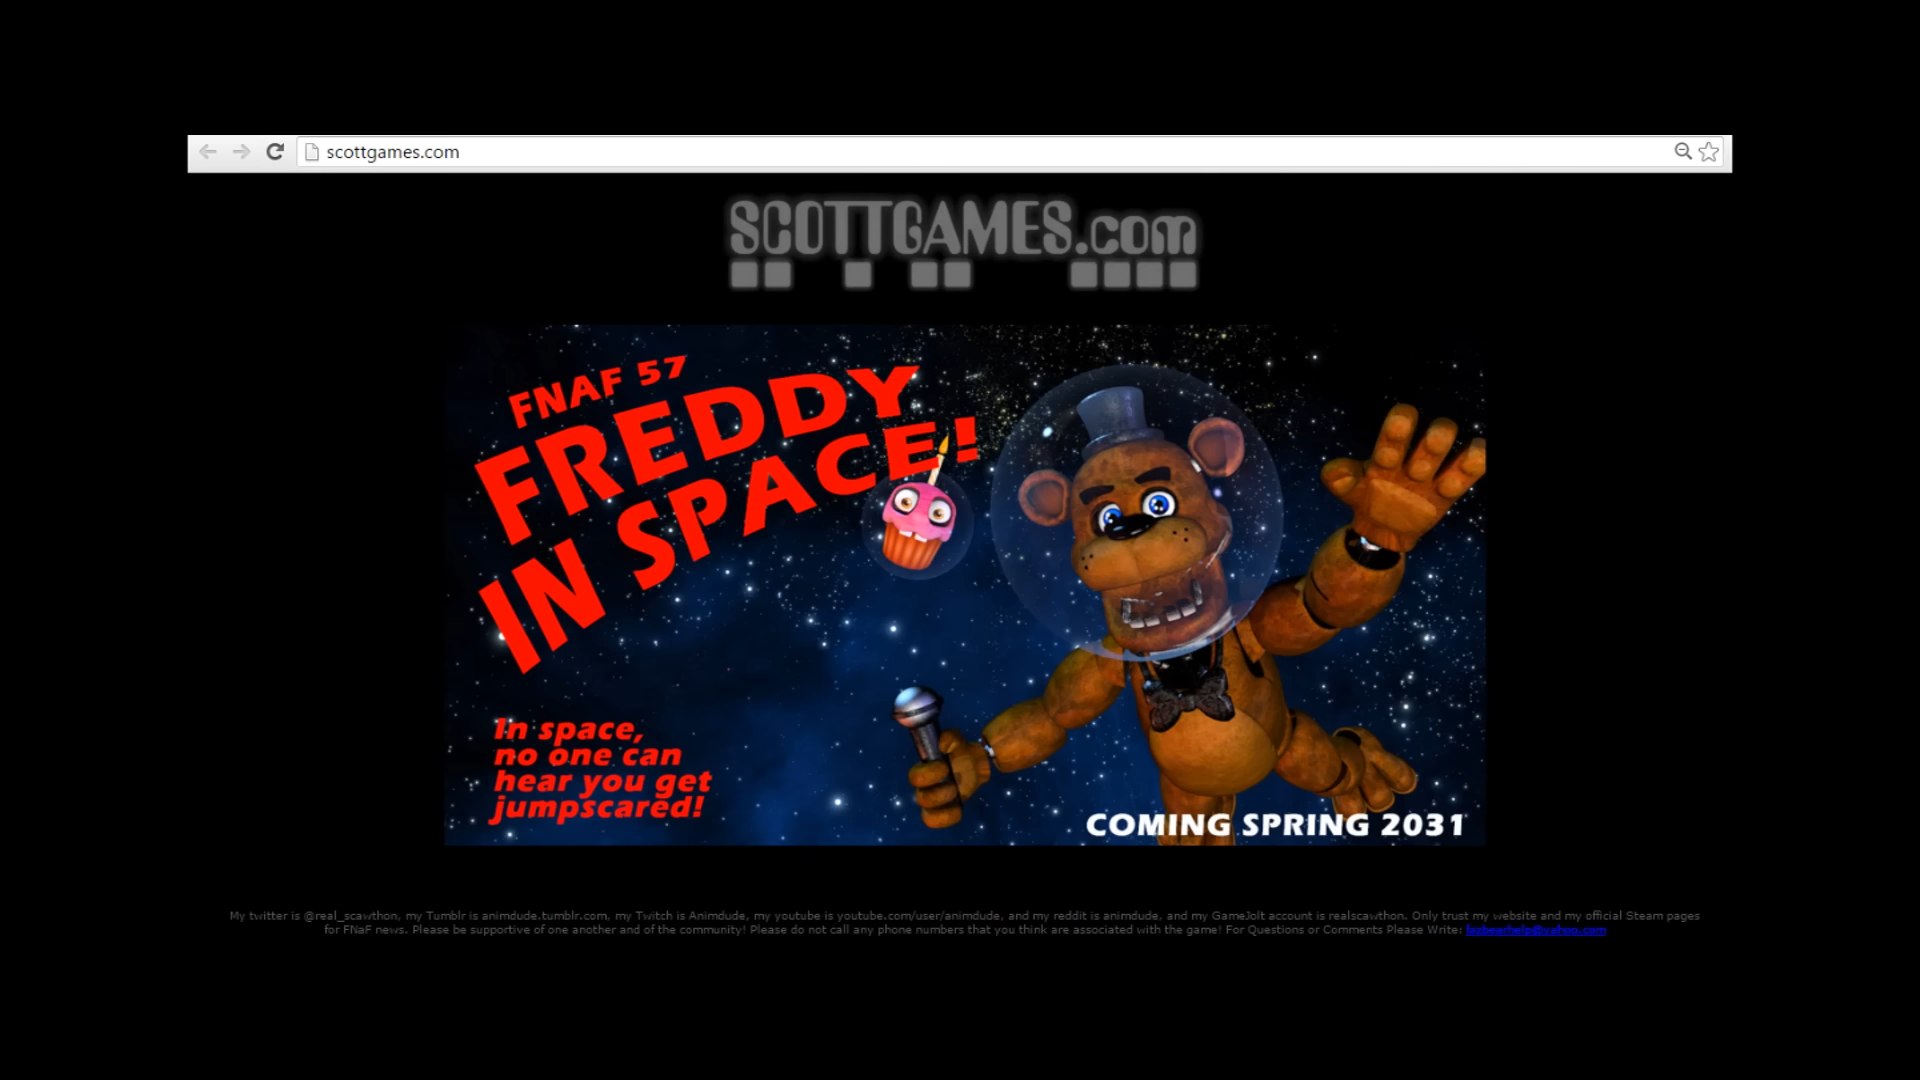 scottgames.com
SCOTTGAMES.com
FNAF 57
FREDDY
IN SPACE!
In space,
no one can
hear you get
jumpscared!
COMING SPRING 2031
My twitter is @real_scawthon, my Tumblr is animdude.tumblr.com, my Twitch is Animdude, my youtube is youtube.com/user/animdude, and my reddit is animdude, and my GameJolt account is realscawthon. Only trust my website and my official Steam pages
for FNaF news. Please be supportive of one another and of the community! Please do not call any phone numbers that you think are associated with the game! For Questions or Comments Please Write: fazbearhelp@yahoo.com